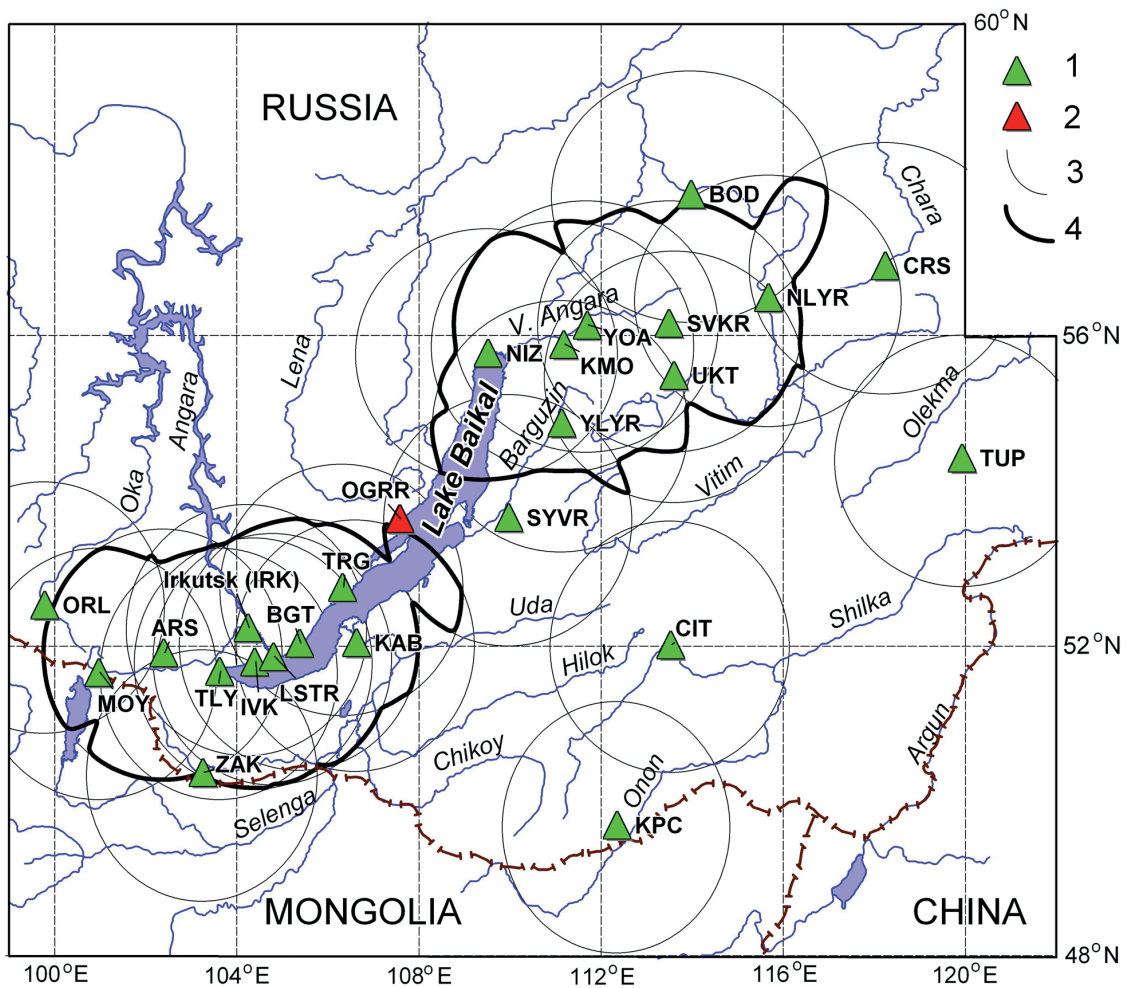 60°N
RUSSIA
1
2
3
4
BOD
Chara
CRS
NLYR
V. Angara
SVKR
YOA
56°N
NIZ
KMO
UKT
Lena
Angara
Lake Baikal
Barguzin
YLYR
Olekma
TUP
Vitim
Oka
OGRR
SYVR
TRG
Irkutsk (IRK)
ORL
ARS
BGT
KAB
Uda
CIT
Shilka
52°N
Hilok
MOY
TLY
IVK
LSTR
ZAK
Chikoy
Argun
Selenga
Onon
KPC
MONGOLIA
CHINA
48°N
100°E
104°E
108°E
112°E
116°E
120°E